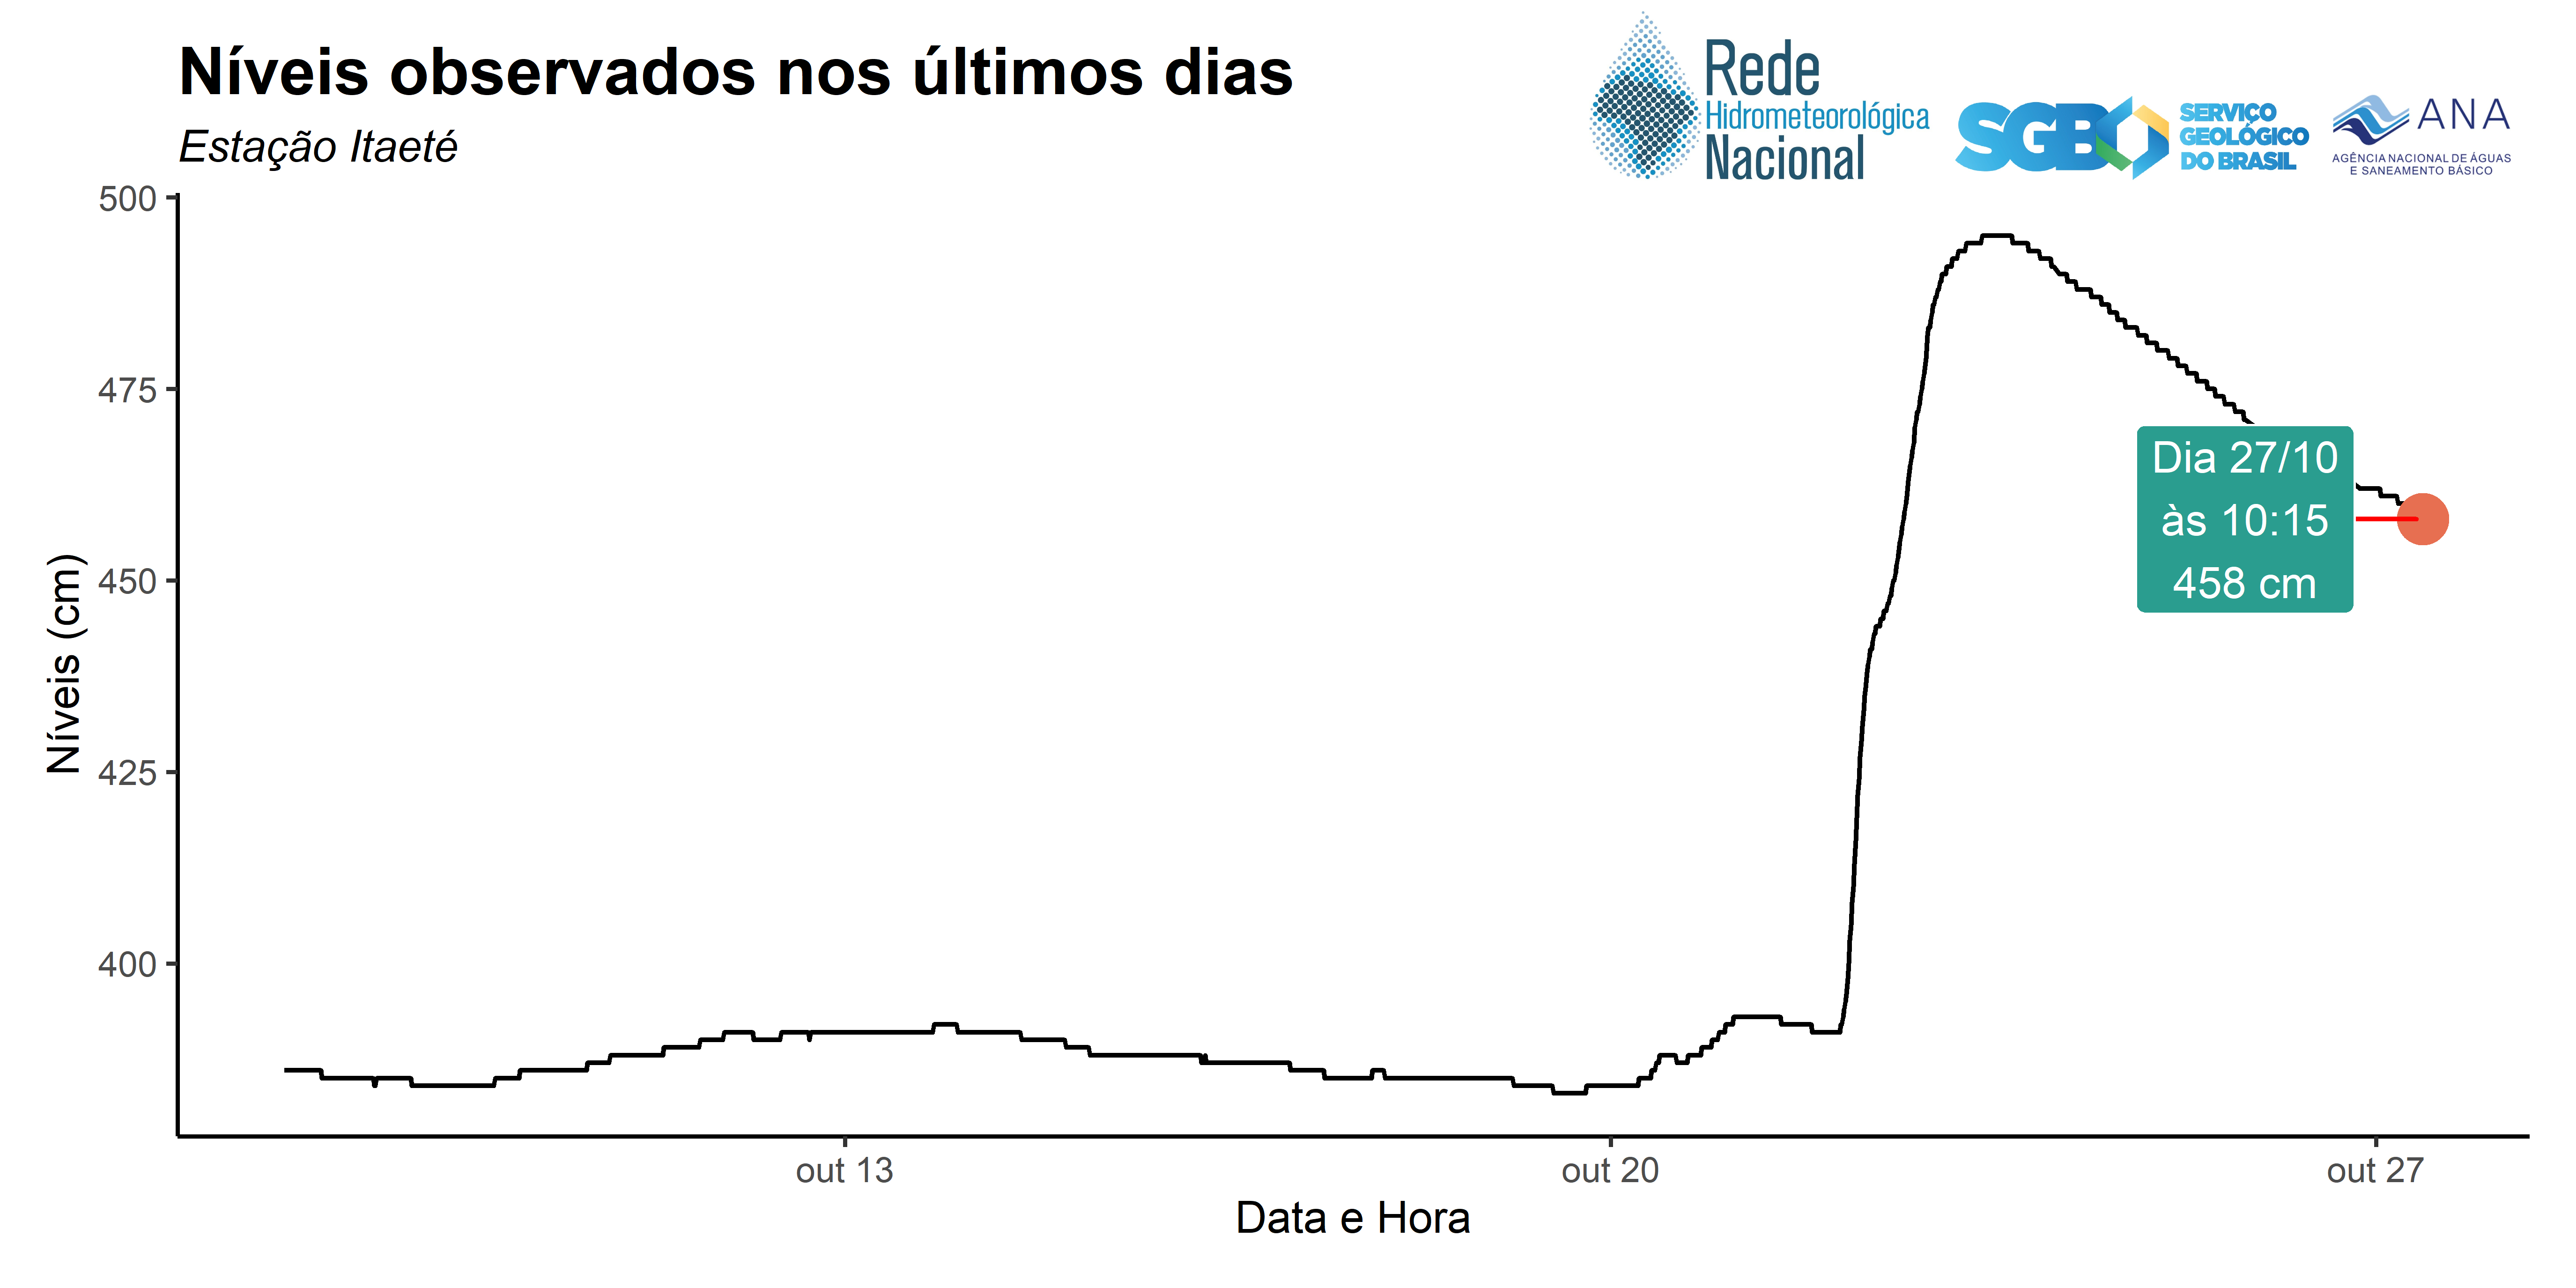 Níveis observados nos últimos dias
Estação Itaeté
Rede
Hidrometeorológica
Nacional
SGB
SERVIÇO
GEOLÓGICO
DO BRASIL
ANA
AGÊNCIA NACIONAL DE ÁGUAS
E SANEAMENTO BÁSICO
Níveis (cm)
500
475
450
425
400
Dia 27/10
às 10:15
458 cm
out 13
out 20
out 27
Data e Hora